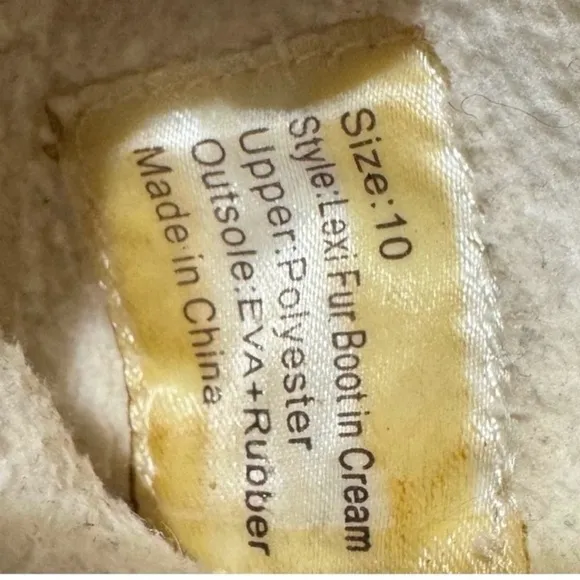 Size:10
Style:Lexi Fur Boot in Cream
Upper:Polyester
Outsole:EVA+Rubber
Made in China